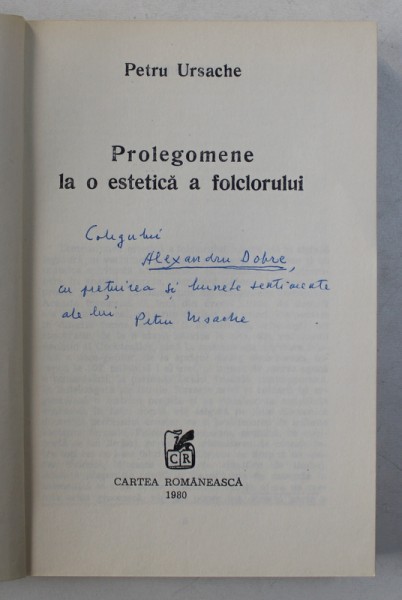 Petru Ursache
Prolegomene
la o estetică a folclorului
Colegului
Alexandru Dobre,
cu prețuirea și bunele sentimente
ale lui Petru Ursache
CR
CARTEA ROMÂNEASCĂ
1980